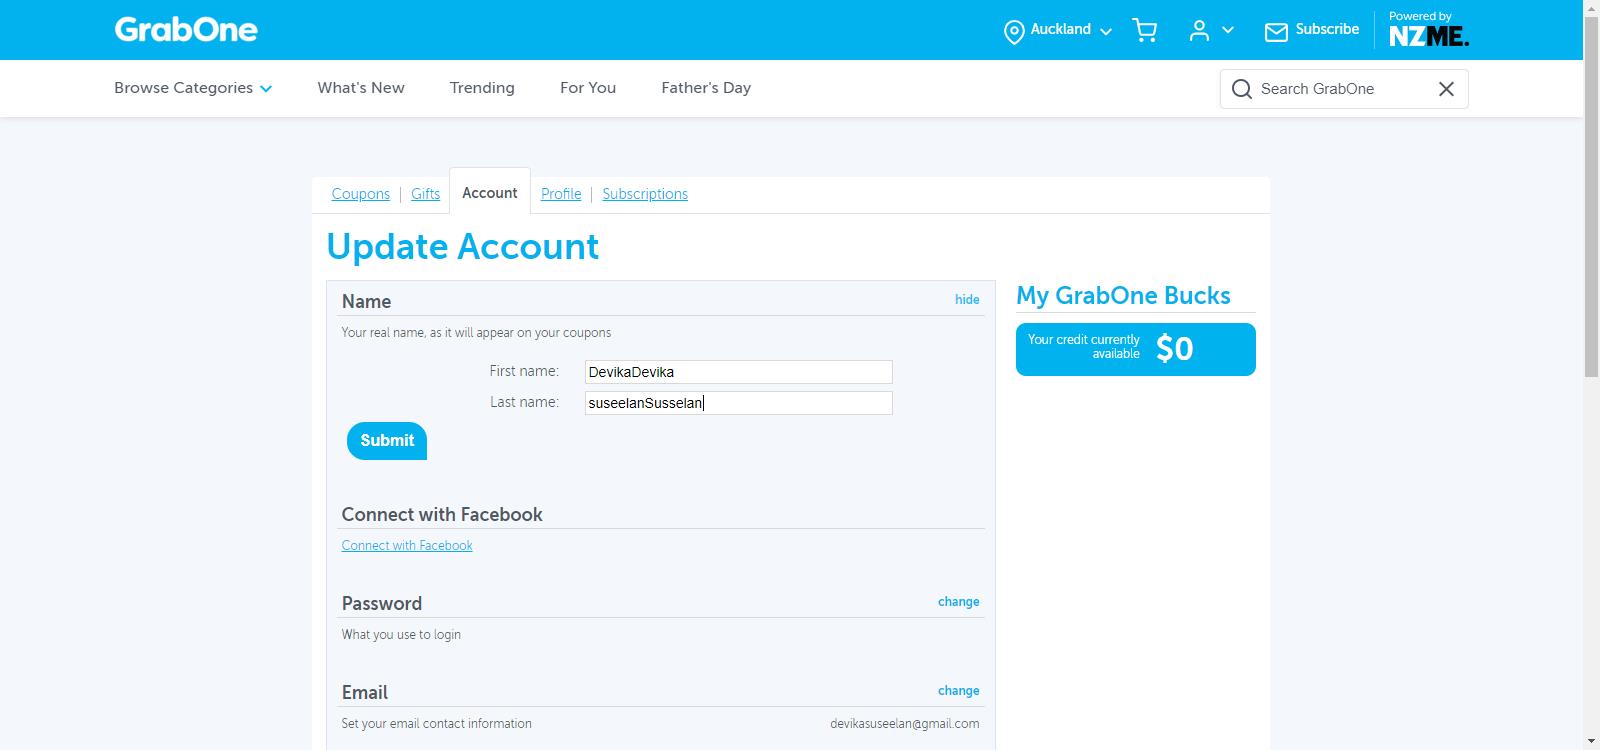 GrabOne
Auckland
Subscribe
Powered by
NZME.
Browse Categories
What's New
Trending
For You
Father's Day
Search GrabOne
Coupons
Gifts
Account
Profile
Subscriptions
Update Account
Name
hide
Your real name, as it will appear on your coupons
First name:
DevikaDevika
Last name:
suseelanSusselan
Submit
Connect with Facebook
Connect with Facebook
Password
change
What you use to login
Email
change
Set your email contact information
devikasuseelan@gmail.com
My GrabOne Bucks
Your credit currently
available
$0